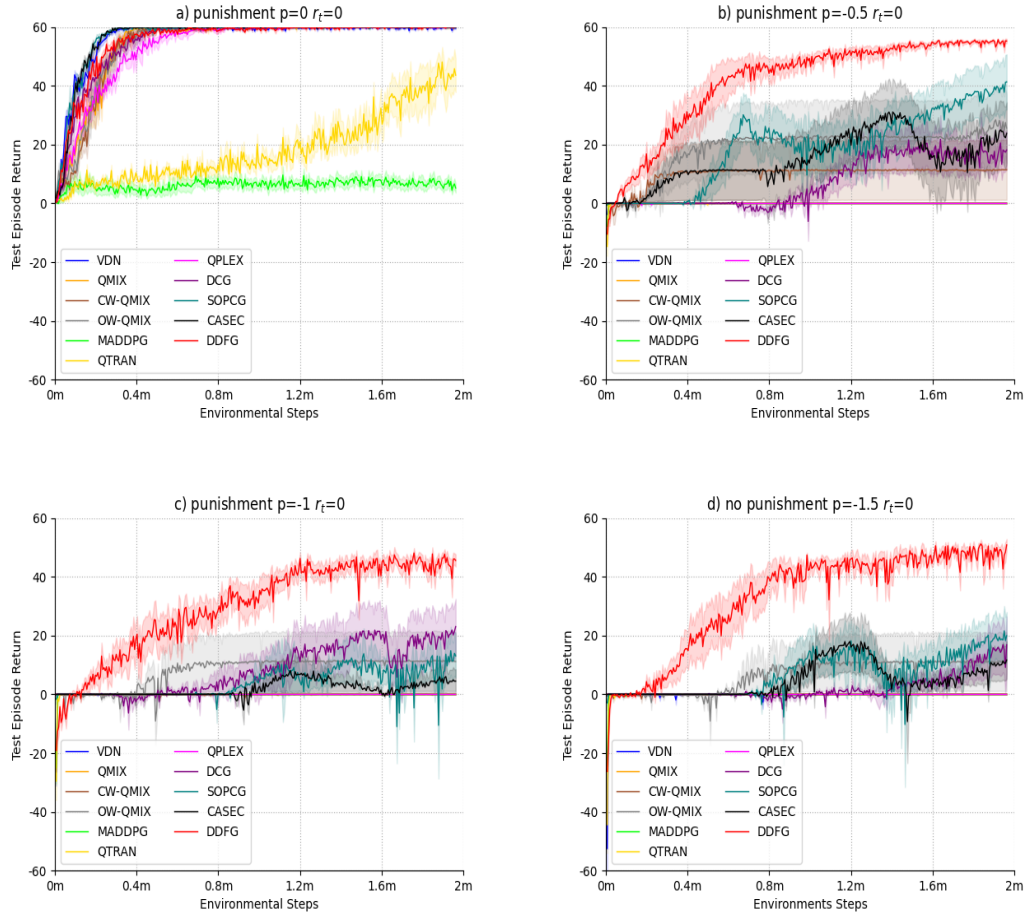 a) punishment p=0 r_t=0
60
40
20
0
-20
-40
-60
Test Episode Return
VDN
QMIX
CW-QMIX
OW-QMIX
MADDPG
QTRAN
QPLEX
DCG
SOPCG
CASEC
DDFG
0m 0.4m 0.8m 1.2m 1.6m 2m
Environmental Steps
b) punishment p=-0.5 r_t=0
60
40
20
0
-20
-40
-60
Test Episode Return
VDN
QMIX
CW-QMIX
OW-QMIX
MADDPG
QTRAN
QPLEX
DCG
SOPCG
CASEC
DDFG
0m 0.4m 0.8m 1.2m 1.6m 2m
Environmental Steps
c) punishment p=-1 r_t=0
60
40
20
0
-20
-40
-60
Test Episode Return
VDN
QMIX
CW-QMIX
OW-QMIX
MADDPG
QTRAN
QPLEX
DCG
SOPCG
CASEC
DDFG
0m 0.4m 0.8m 1.2m 1.6m 2m
Environmental Steps
d) no punishment p=-1.5 r_t=0
60
40
20
0
-20
-40
-60
Test Episode Return
VDN
QMIX
CW-QMIX
OW-QMIX
MADDPG
QTRAN
QPLEX
DCG
SOPCG
CASEC
DDFG
0m 0.4m 0.8m 1.2m 1.6m 2m
Environments Steps